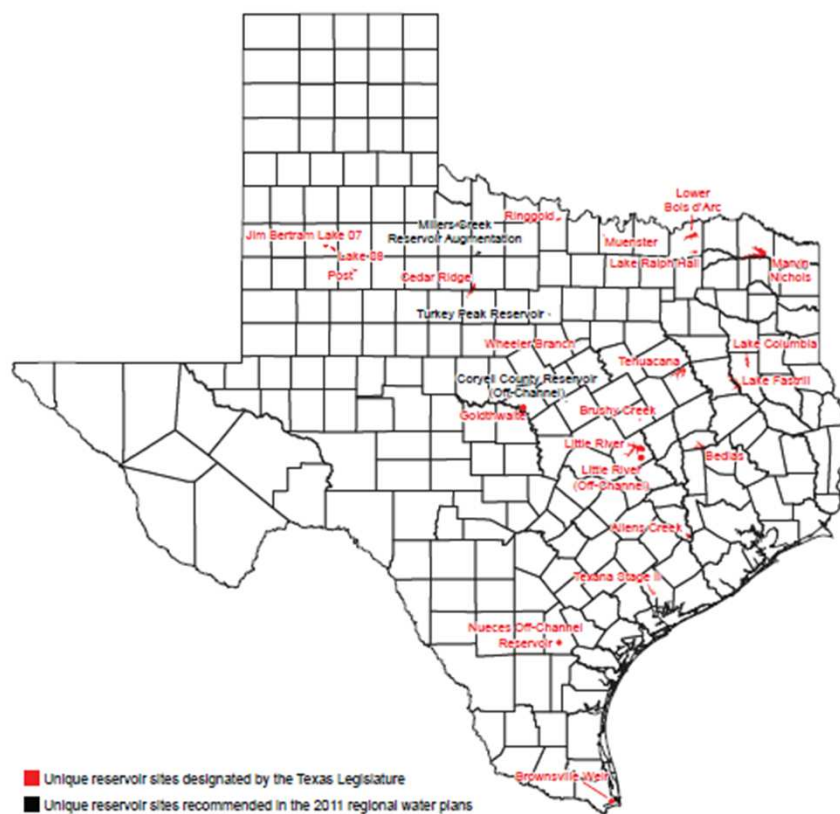 Lower
Bois d'Arc
Ringgold
Millers Creek
Reservoir Augmentation
Muenster
Jim Bertram Lake 07
Lake 08
Lake Ralph Hall
Marvin
Nichols
Post
Cedar Ridge
Turkey Peak Reservoir
Wheeler Branch
Lake Columbia
Tehuacana
Coryell County Reservoir
(Off-Channel)
Lake Fastrill
Goldthwaite
Brushy Creek
Little River
Bedias
Little River
(Off-Channel)
Allens Creek
Texana Stage II
Nueces Off-Channel
Reservoir
Brownsville Weir
Unique reservoir sites designated by the Texas Legislature
Unique reservoir sites recommended in the 2011 regional water plans